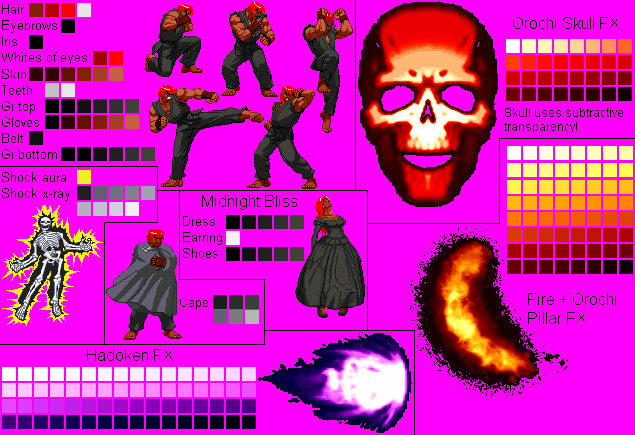 Hair
Eyebrows
Iris
Whites of eyes
Skin
Teeth
Gi top
Gloves
Belt
Gi bottom
Shock aura
Shock x-ray
Midnight Bliss
Dress
Earring
Shoes
Cape
Orochi Skull FX
Skull uses subtractive
transparency!
Fire + Orochi
Pillar FX
Hadoken FX